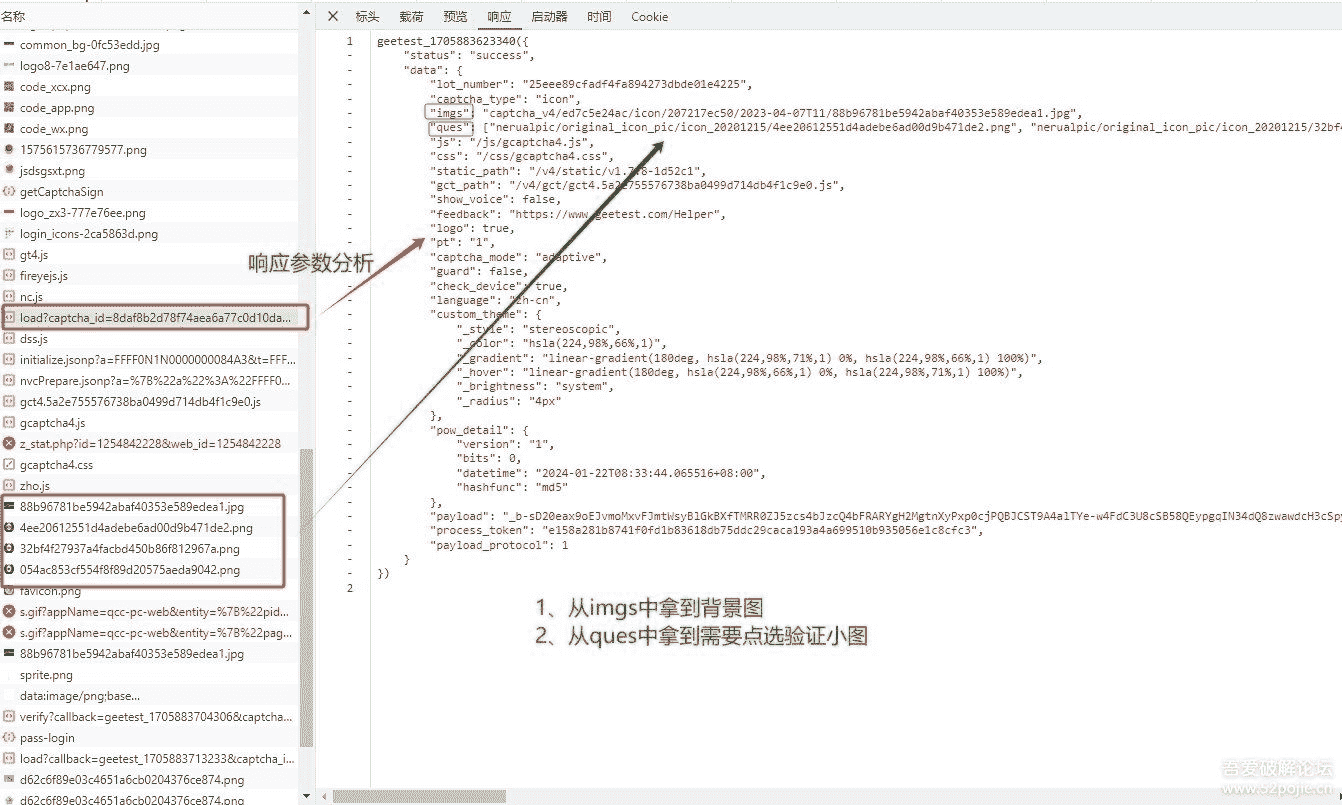 名称
common_bg-0fc53edd.jpg
logo8-7e1ae647.png
code_xcx.png
code_app.png
code_wx.png
1575615736779577.png
jsdsgsxt.png
getCaptchaSign
logo_zx3-777e76ee.png
login_icons-2ca5863d.png
gt4.js
fireyejs.js
nc.js
load?captcha_id=8daf8b2d78f74aea6a77c0d10da...
dss.js
initialize.jsonp?a=FFFF0N1N0000000084A3&t=FFF...
nvcPrepare.jsonp?a=%7B%22a%22%3A%22FFFF0...
gct4.5a2e755576738ba0499d714db4f1c9e0.js
gcaptcha4.js
z_stat.php?id=1254842228&web_id=1254842228
gcaptcha4.css
zho.js
88b96781be5942abaf40353e589edea1.jpg
4ee20612551d4adebe6ad00d9b471de2.png
32bf4f27937a4facbd450b86f812967a.png
054ac853cf554f8f89d20575aeda9042.png
favicon.png
s.gif?appName=qcc-pc-web&entity=%7B%22pid...
s.gif?appName=qcc-pc-web&entity=%7B%22pag...
88b96781be5942abaf40353e589edea1.jpg
sprite.png
data:image/png;base...
verify?callback=geetest_1705883704306&captcha...
pass-login
load?callback=geetest_1705883713233&captcha_i...
d62c6f89e03c4651a6cb0204376ce874.png
d62c6f89e03c4651a6cb0204376ce874.png
标头 载荷 预览 响应 启动器 时间 Cookie
1 geetest_1705883623340({
- "status": "success",
- "data": {
- "lot_number": "25eee89cfadf4fa894273dbde01e4225",
- "captcha_type": "icon",
- "imgs": "captcha_v4/ed7c5e24ac/icon/207217ec50/2023-04-07T11/88b96781be5942abaf40353e589edea1.jpg",
- "ques": ["nerualpic/original_icon_pic/icon_20201215/4ee20612551d4adebe6ad00d9b471de2.png", "nerualpic/original_icon_pic/icon_20201215/32bf4
- "js": "/js/gcaptcha4.js",
- "css": "/css/gcaptcha4.css",
- "static_path": "/v4/static/v1.7.8-1d52c1",
- "gct_path": "/v4/gct/gct4.5a2e755576738ba0499d714db4f1c9e0.js",
- "show_voice": false,
- "feedback": "https://www.geetest.com/Helper",
- "logo": true,
- "pt": "1",
- "captcha_mode": "adaptive",
- "guard": false,
- "check_device": true,
- "language": "zh-cn",
- "custom_theme": {
- "_style": "stereoscopic",
- "_color": "hsla(224,98%,66%,1)",
- "_gradient": "linear-gradient(180deg, hsla(224,98%,71%,1) 0%, hsla(224,98%,66%,1) 100%)",
- "_hover": "linear-gradient(180deg, hsla(224,98%,66%,1) 0%, hsla(224,98%,71%,1) 100%)",
- "_brightness": "system",
- "_radius": "4px"
- },
- "pow_detail": {
- "version": "1",
- "bits": 0,
- "datetime": "2024-01-22T08:33:44.065516+08:00",
- "hashfunc": "md5"
- },
- "payload": "_b-sD20eax9oEJvmoMxvFJmtWsyBlGkBXfTMRR0ZJ5zcs4bJzcQ4bFRARYgH2MgtnXyPxp0cjPQBJCST9A4alTYe-w4FdC3U8cSB58QEypgqIN34dQ8zwawdcH3cSpy
- "process_token": "e158a281b8741f0fd1b83618db75ddc29caca193a4a699510b935056e1c8cfc3",
- "payload_protocol": 1
- }
- })
2
响应参数分析
1、从imgs中拿到背景图
2、从ques中拿到需要点选验证小图
吾爱破解论坛
www.52pojie.cn